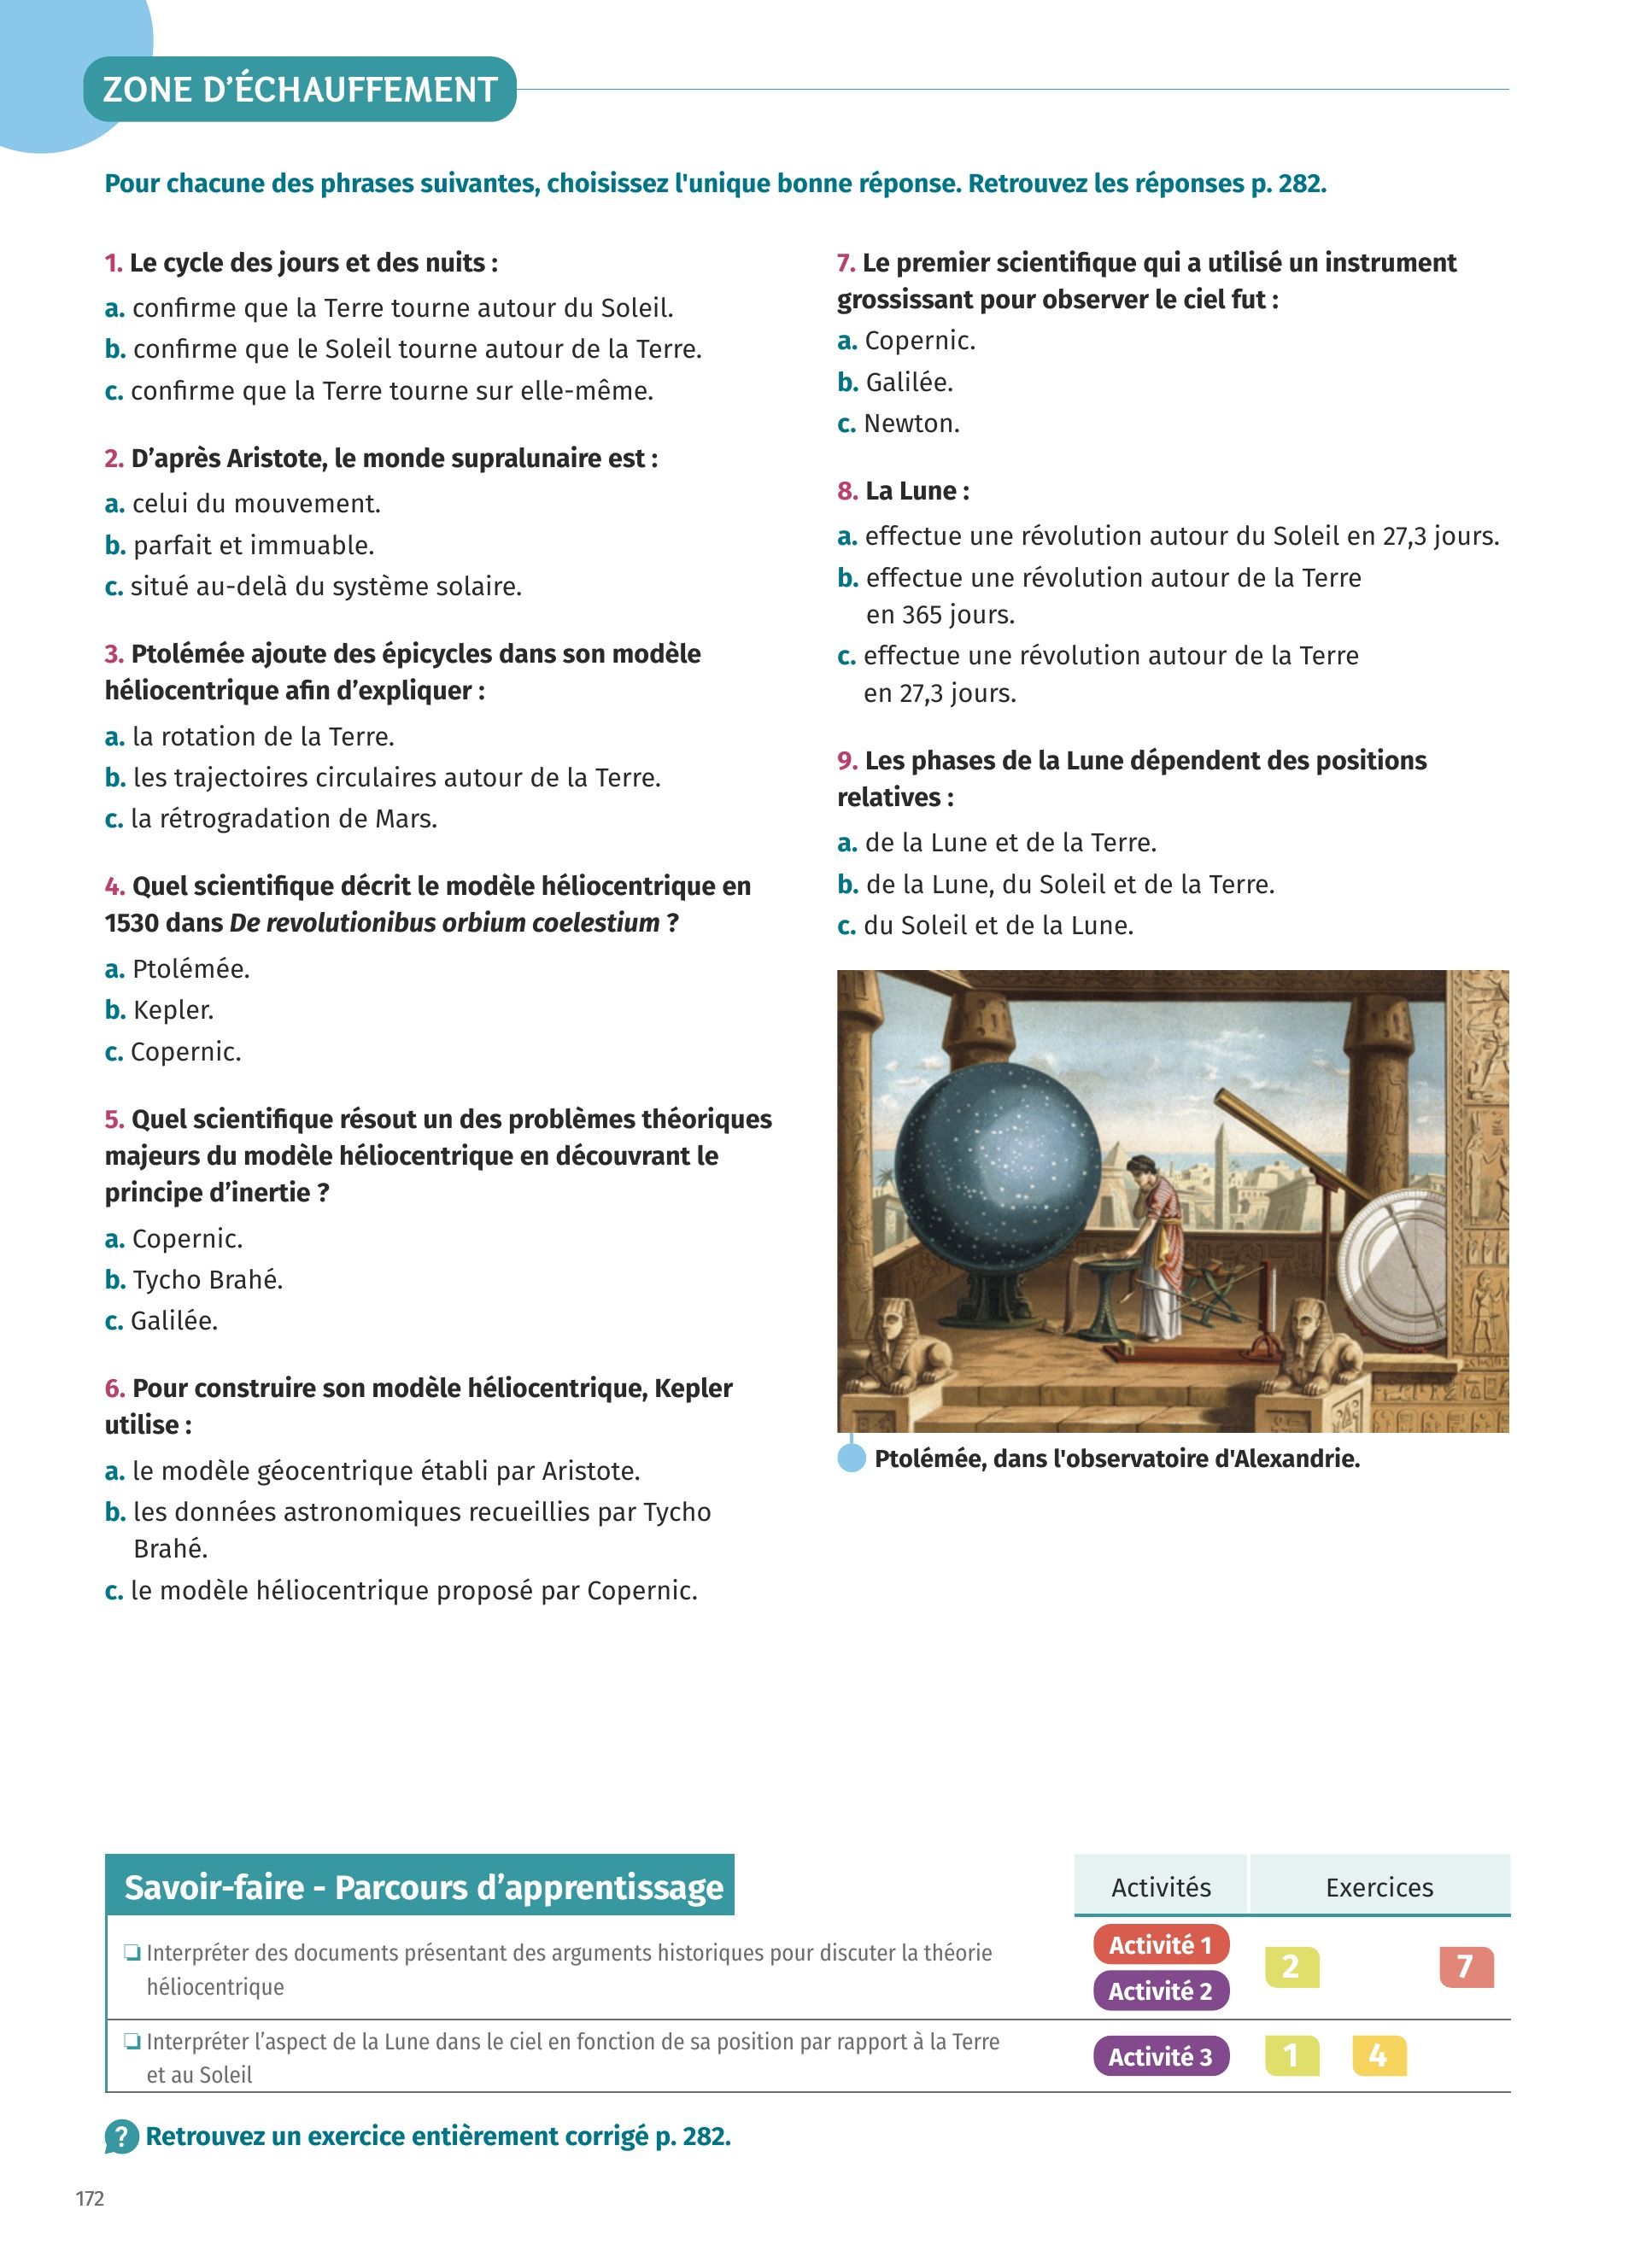 ZONE D’ÉCHAUFFEMENT
Pour chacune des phrases suivantes, choisissez l'unique bonne réponse. Retrouvez les réponses p. 282.
1. Le cycle des jours et des nuits :
a. confirme que la Terre tourne autour du Soleil.
b. confirme que le Soleil tourne autour de la Terre.
c. confirme que la Terre tourne sur elle-même.
2. D’après Aristote, le monde supralunaire est :
a. celui du mouvement.
b. parfait et immuable.
c. situé au-delà du système solaire.
3. Ptolémée ajoute des épicycles dans son modèle
héliocentrique afin d’expliquer :
a. la rotation de la Terre.
b. les trajectoires circulaires autour de la Terre.
c. la rétrogradation de Mars.
4. Quel scientifique décrit le modèle héliocentrique en
1530 dans De revolutionibus orbium coelestium ?
a. Ptolémée.
b. Kepler.
c. Copernic.
5. Quel scientifique résout un des problèmes théoriques
majeurs du modèle héliocentrique en découvrant le
principe d’inertie ?
a. Copernic.
b. Tycho Brahé.
c. Galilée.
6. Pour construire son modèle héliocentrique, Kepler
utilise :
a. le modèle géocentrique établi par Aristote.
b. les données astronomiques recueillies par Tycho
Brahé.
c. le modèle héliocentrique proposé par Copernic.
7. Le premier scientifique qui a utilisé un instrument
grossissant pour observer le ciel fut :
a. Copernic.
b. Galilée.
c. Newton.
8. La Lune :
a. effectue une révolution autour du Soleil en 27,3 jours.
b. effectue une révolution autour de la Terre
en 365 jours.
c. effectue une révolution autour de la Terre
en 27,3 jours.
9. Les phases de la Lune dépendent des positions
relatives :
a. de la Lune et de la Terre.
b. de la Lune, du Soleil et de la Terre.
c. du Soleil et de la Lune.
Ptolémée, dans l'observatoire d'Alexandrie.
Savoir-faire - Parcours d’apprentissage
Activités
Exercices
Interpréter des documents présentant des arguments historiques pour discuter la théorie
héliocentrique
Activité 1
Activité 2
2
7
Interpréter l’aspect de la Lune dans le ciel en fonction de sa position par rapport à la Terre
et au Soleil
Activité 3
1
4
? Retrouvez un exercice entièrement corrigé p. 282.
172